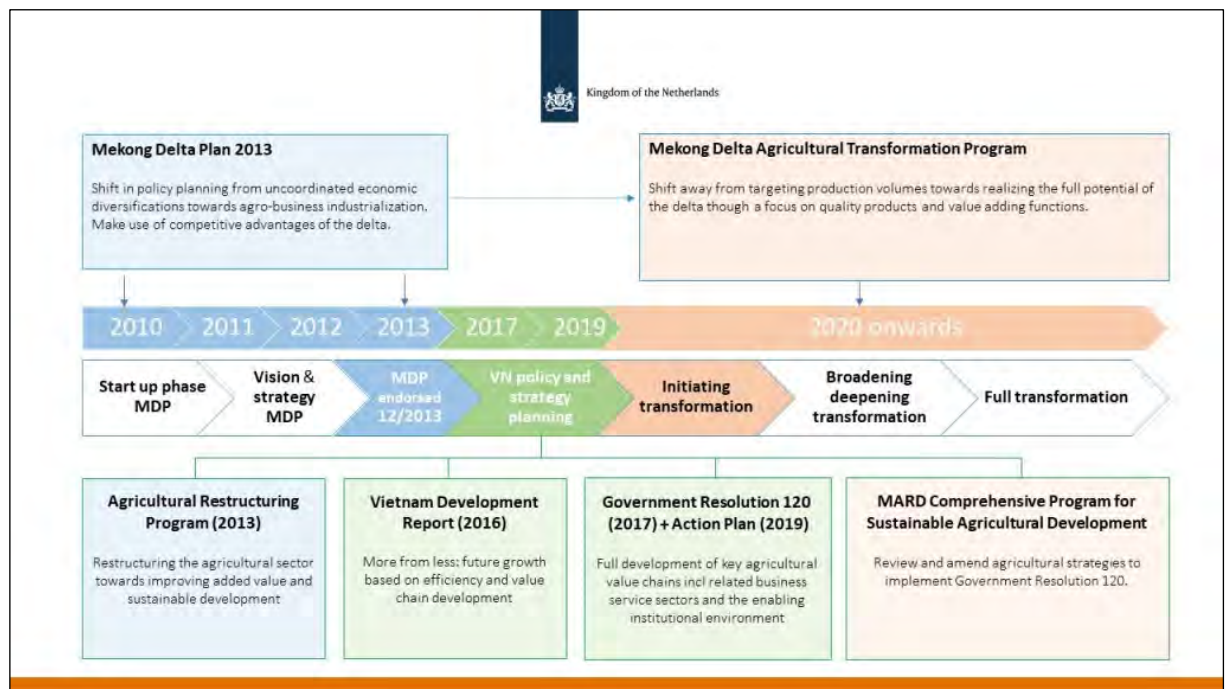 Kingdom of the Netherlands
Mekong Delta Plan 2013
Shift in policy planning from uncoordinated economic
diversifications towards agro-business industrialization.
Make use of competitive advantages of the delta.
Mekong Delta Agricultural Transformation Program
Shift away from targeting production volumes towards realizing the full potential of
the delta though a focus on quality products and value adding functions.
2010
2011
2012
2013
2017
2019
2020 onwards
Start up phase
MDP
Vision &
strategy
MDP
MDP
endorsed
12/2013
VN policy and
strategy
planning
Initiating
transformation
Broadening
deepening
transformation
Full transformation
Agricultural Restructuring
Program (2013)
Restructuring the agricultural sector
towards improving added value and
sustainable development
Vietnam Development
Report (2016)
More from less: future growth
based on efficiency and value
chain development
Government Resolution 120
(2017) + Action Plan (2019)
Full development of key agricultural
value chains incl related business
service sectors and the enabling
institutional environment
MARD Comprehensive Program for
Sustainable Agricultural Development
Review and amend agricultural strategies to
implement Government Resolution 120.